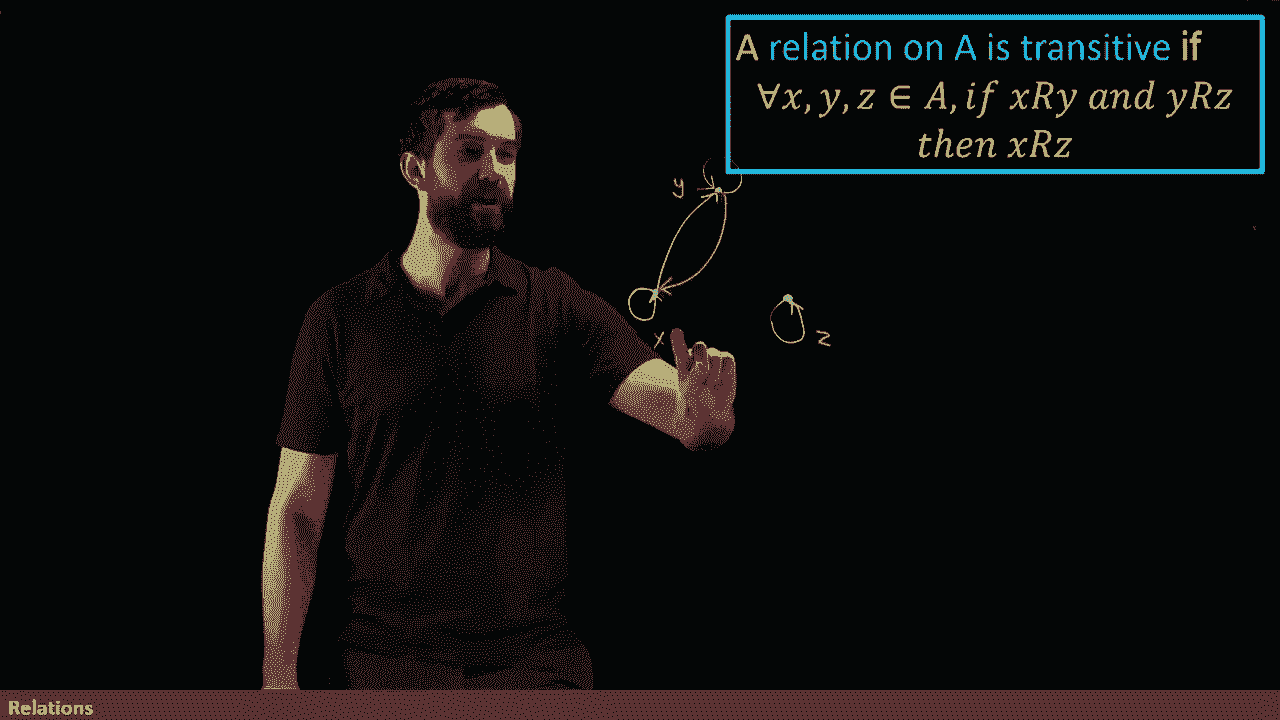 A relation on A is transitive if
∀x, y, z ∈ A, if xRy and yRz
then xRz
y
x
z
Relations